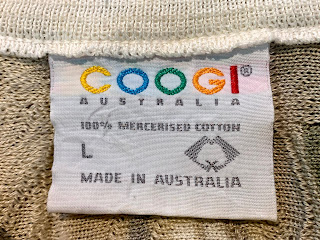 COOGI®
AUSTRALIA
100% MERCERISED COTTON
L
MADE IN AUSTRALIA